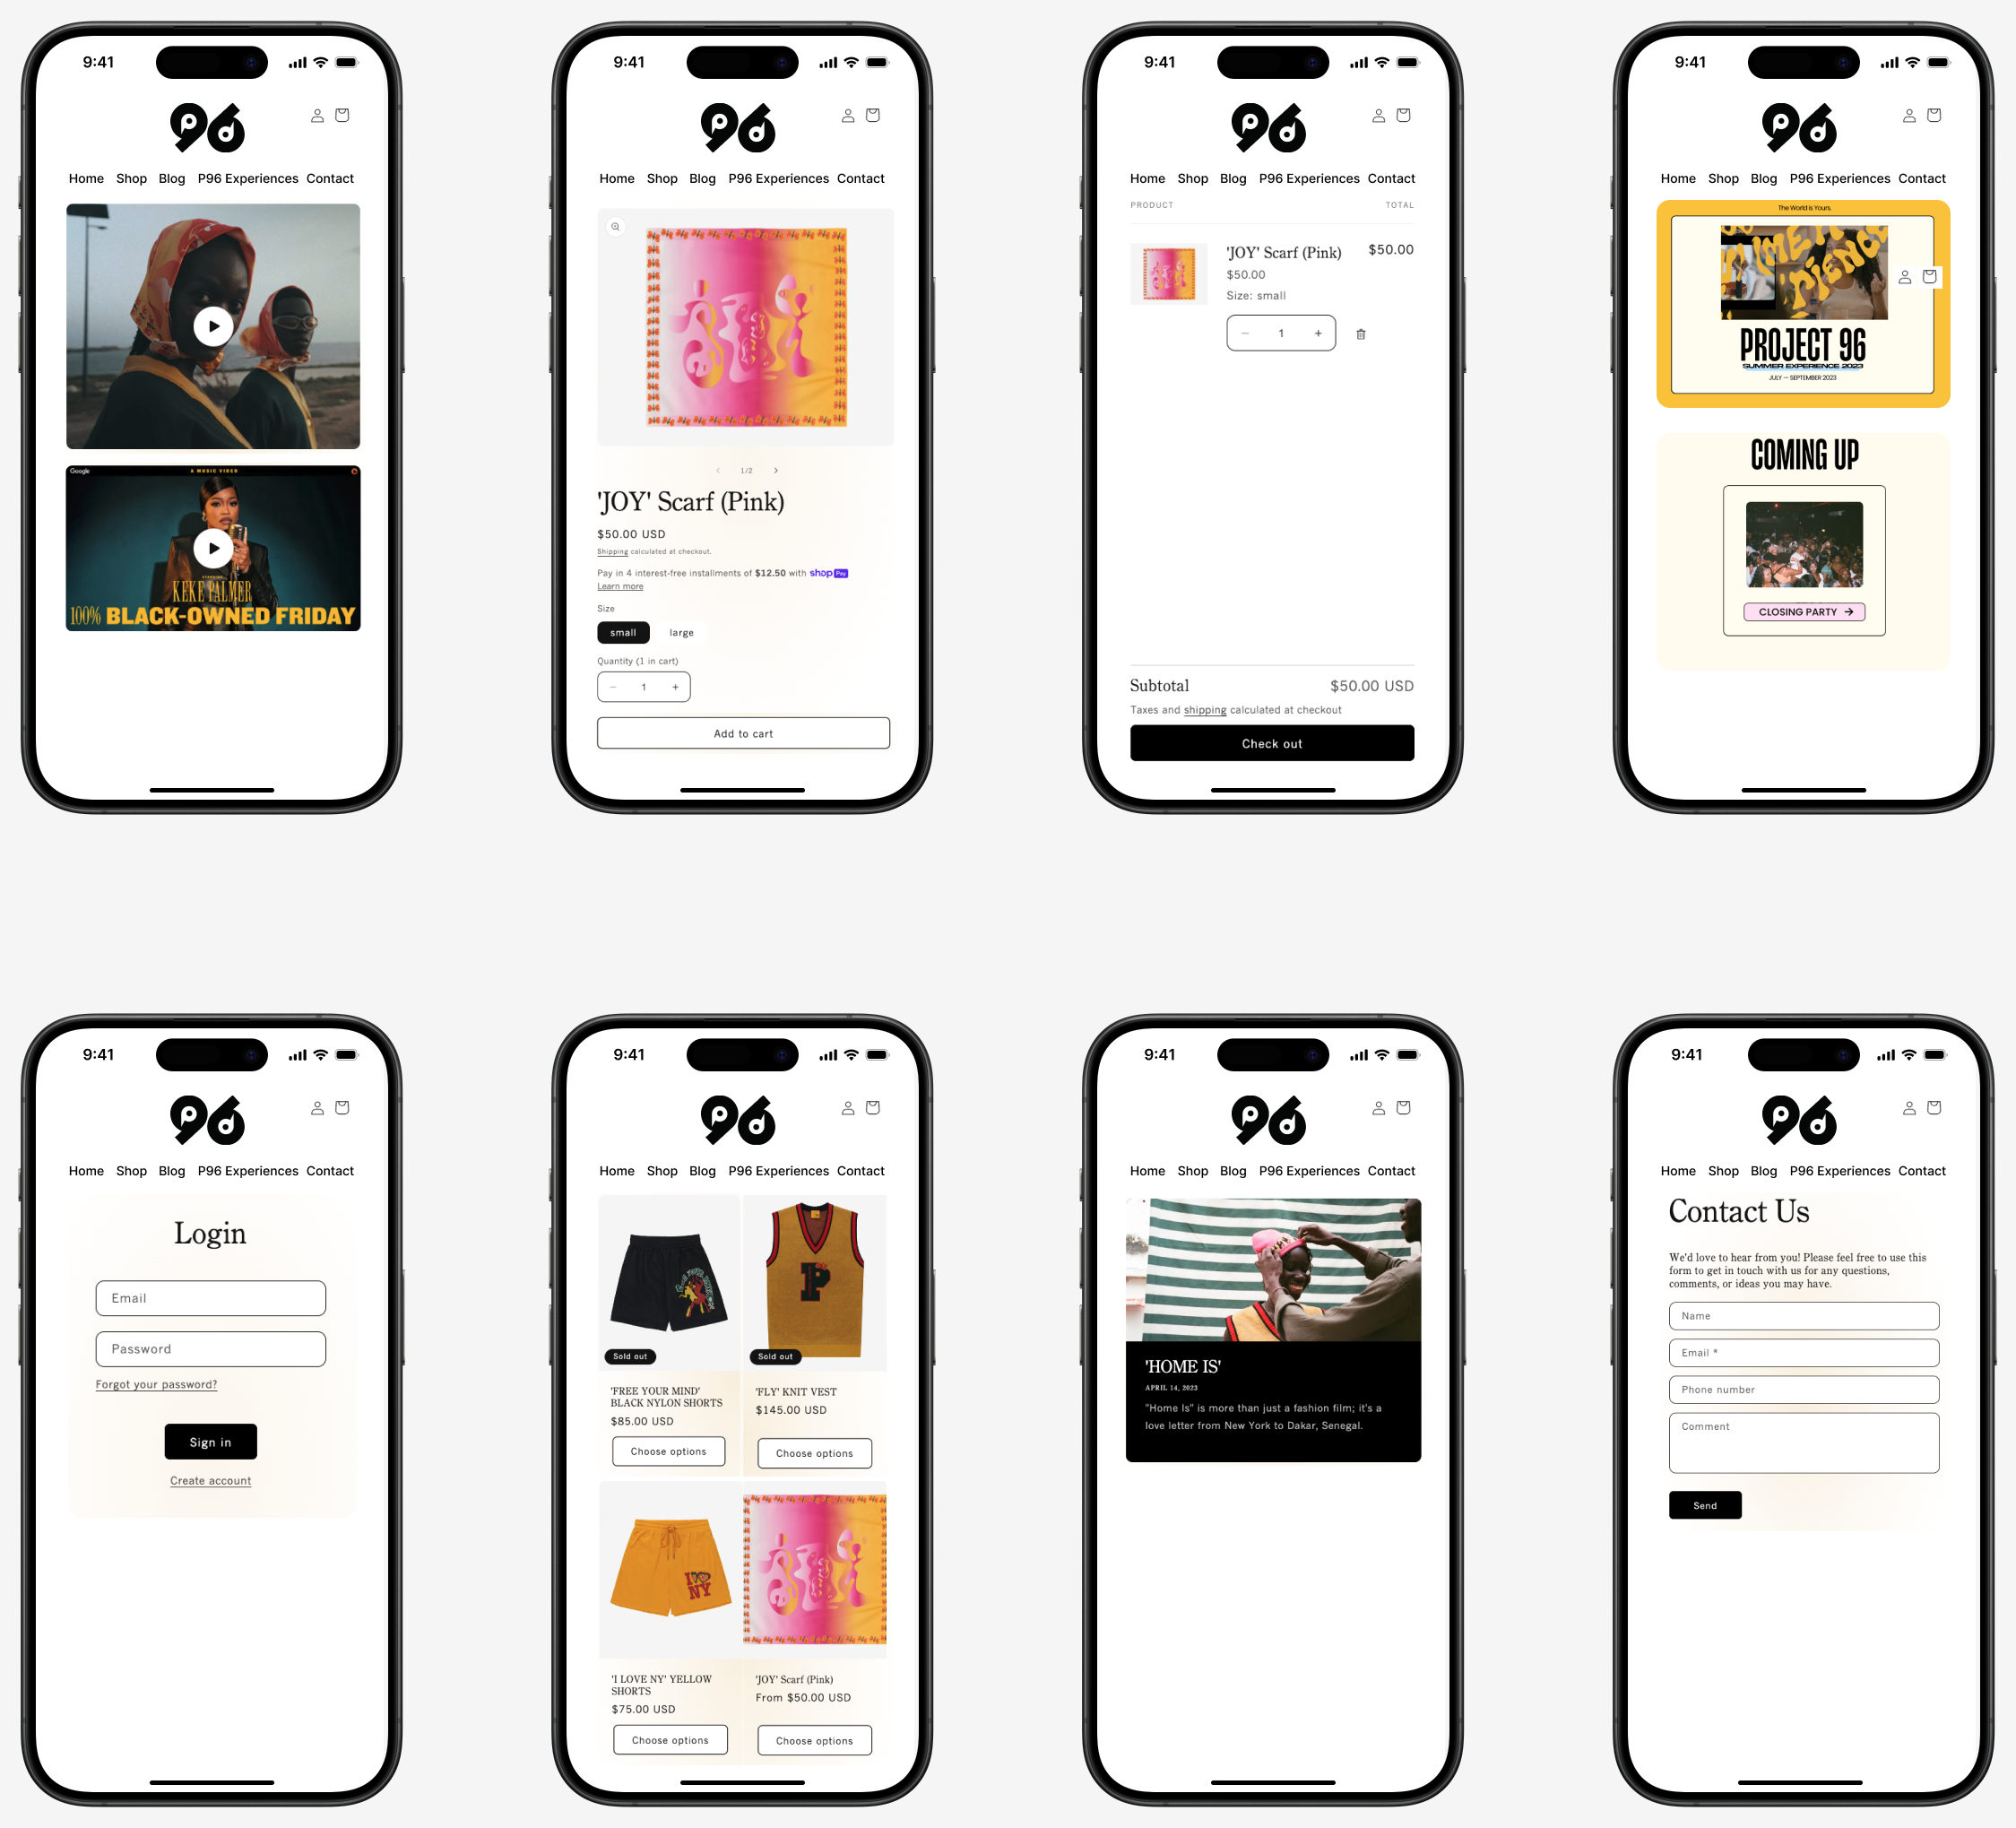 9:41
P96
Home Shop Blog P96 Experiences Contact
Google
A MUSIC VIDEO
STARRING
KEKE PALMER
100% BLACK-OWNED FRIDAY
9:41
P96
Home Shop Blog P96 Experiences Contact
1/2
'JOY' Scarf (Pink)
$50.00 USD
Shipping calculated at checkout.
Pay in 4 interest-free installments of $12.50 with shop Pay
Learn more
Size
small large
Quantity (1 in cart)
− 1 +
Add to cart
9:41
P96
Home Shop Blog P96 Experiences Contact
PRODUCT TOTAL
'JOY' Scarf (Pink) $50.00
$50.00
Size: small
− 1 +
Subtotal $50.00 USD
Taxes and shipping calculated at checkout
Check out
9:41
P96
Home Shop Blog P96 Experiences Contact
The World is Yours.
PROJECT 96
SUMMER EXPERIENCE 2023
JULY — SEPTEMBER 2023
COMING UP
CLOSING PARTY →
9:41
P96
Home Shop Blog P96 Experiences Contact
Login
Email
Password
Forgot your password?
Sign in
Create account
9:41
P96
Home Shop Blog P96 Experiences Contact
P
Sold out Sold out
'FREE YOUR MIND'
BLACK NYLON SHORTS
$85.00 USD
Choose options
'FLY' KNIT VEST
$145.00 USD
Choose options
NY
'I LOVE NY' YELLOW
SHORTS
$75.00 USD
Choose options
'JOY' Scarf (Pink)
From $50.00 USD
Choose options
9:41
P96
Home Shop Blog P96 Experiences Contact
'HOME IS'
APRIL 14, 2023
"Home Is" is more than just a fashion film; it's a
love letter from New York to Dakar, Senegal.
9:41
P96
Home Shop Blog P96 Experiences Contact
Contact Us
We'd love to hear from you! Please feel free to use this
form to get in touch with us for any questions,
comments, or ideas you may have.
Name
Email *
Phone number
Comment
Send